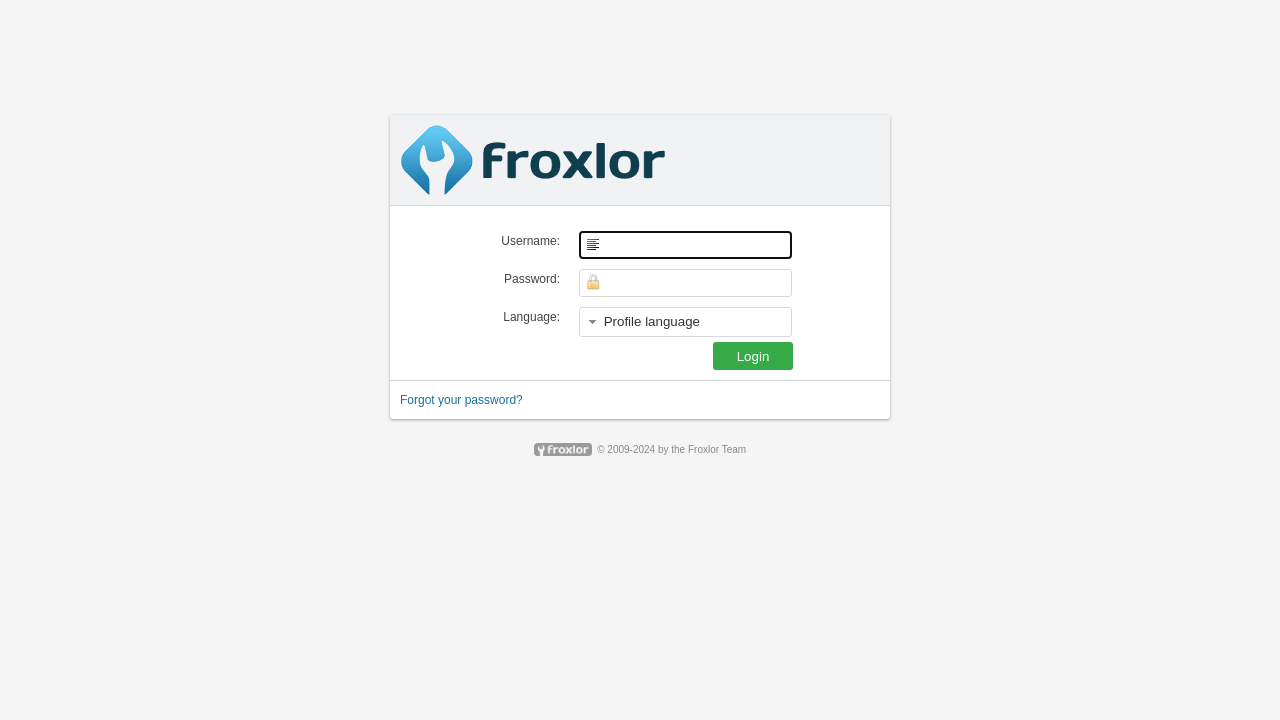 froxlor
Username:
Password:
Language: Profile language
Login
Forgot your password?
froxlor © 2009-2024 by the Froxlor Team